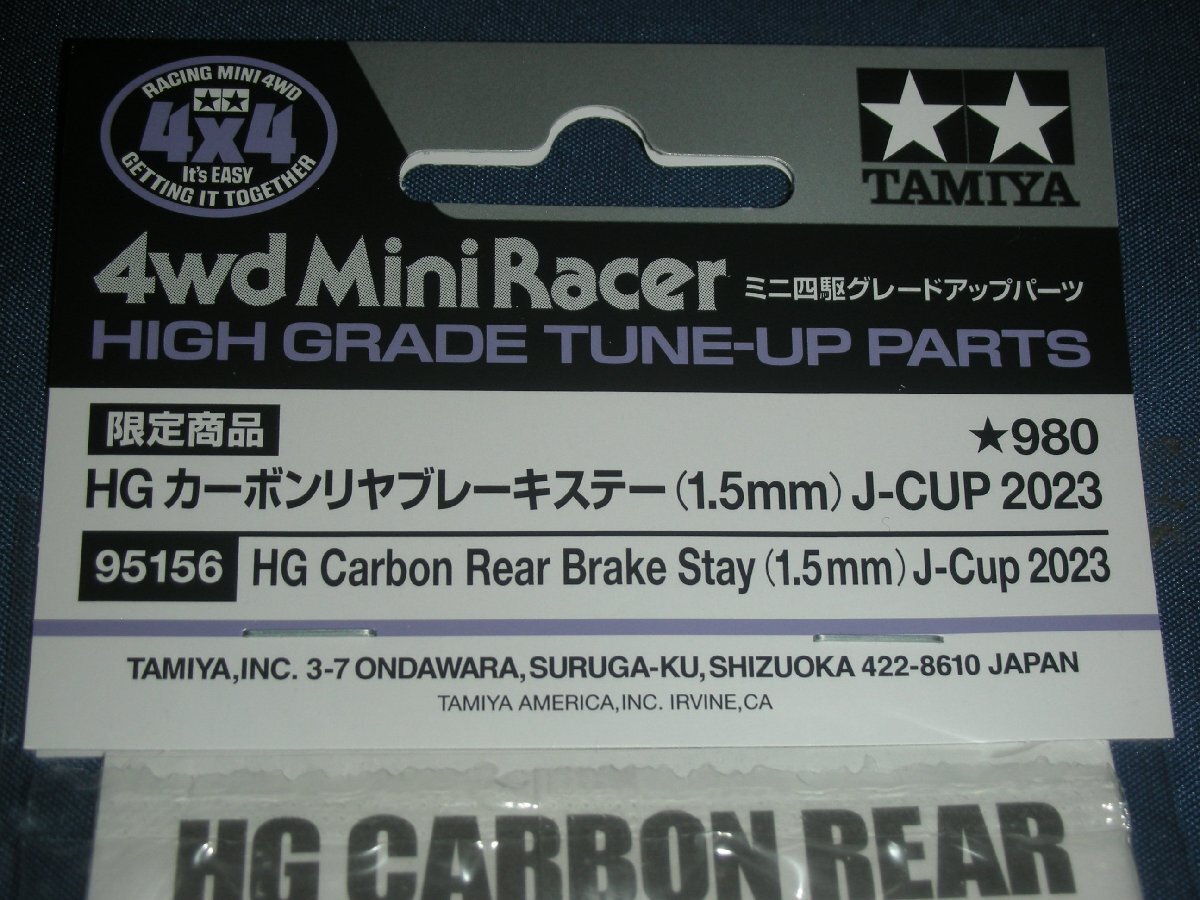 RACING MINI 4WD
4x4
It's EASY
GETTING IT TOGETHER
TAMIYA
4wd Mini Racer ミニ四駆グレードアップパーツ
HIGH GRADE TUNE-UP PARTS
限定商品 ★980
HG カーボンリヤブレーキステー(1.5mm) J-CUP 2023
95156 HG Carbon Rear Brake Stay (1.5mm) J-Cup 2023
TAMIYA,INC. 3-7 ONDAWARA, SURUGA-KU, SHIZUOKA 422-8610 JAPAN
TAMIYA AMERICA, INC. IRVINE, CA
HG CARBON REAR